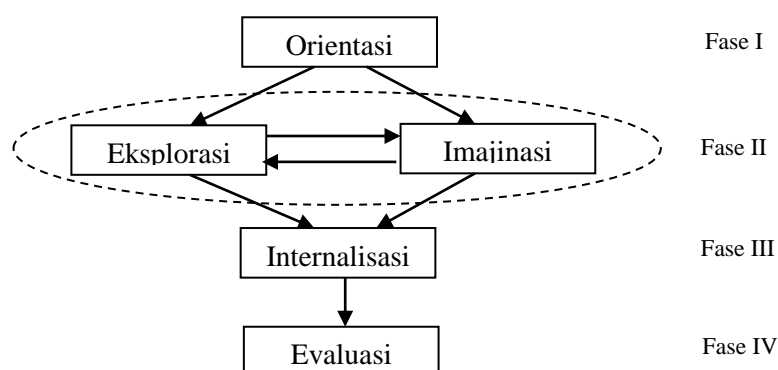 Orientasi
Fase I
Eksplorasi
Imajinasi
Fase II
Internalisasi
Fase III
Evaluasi
Fase IV